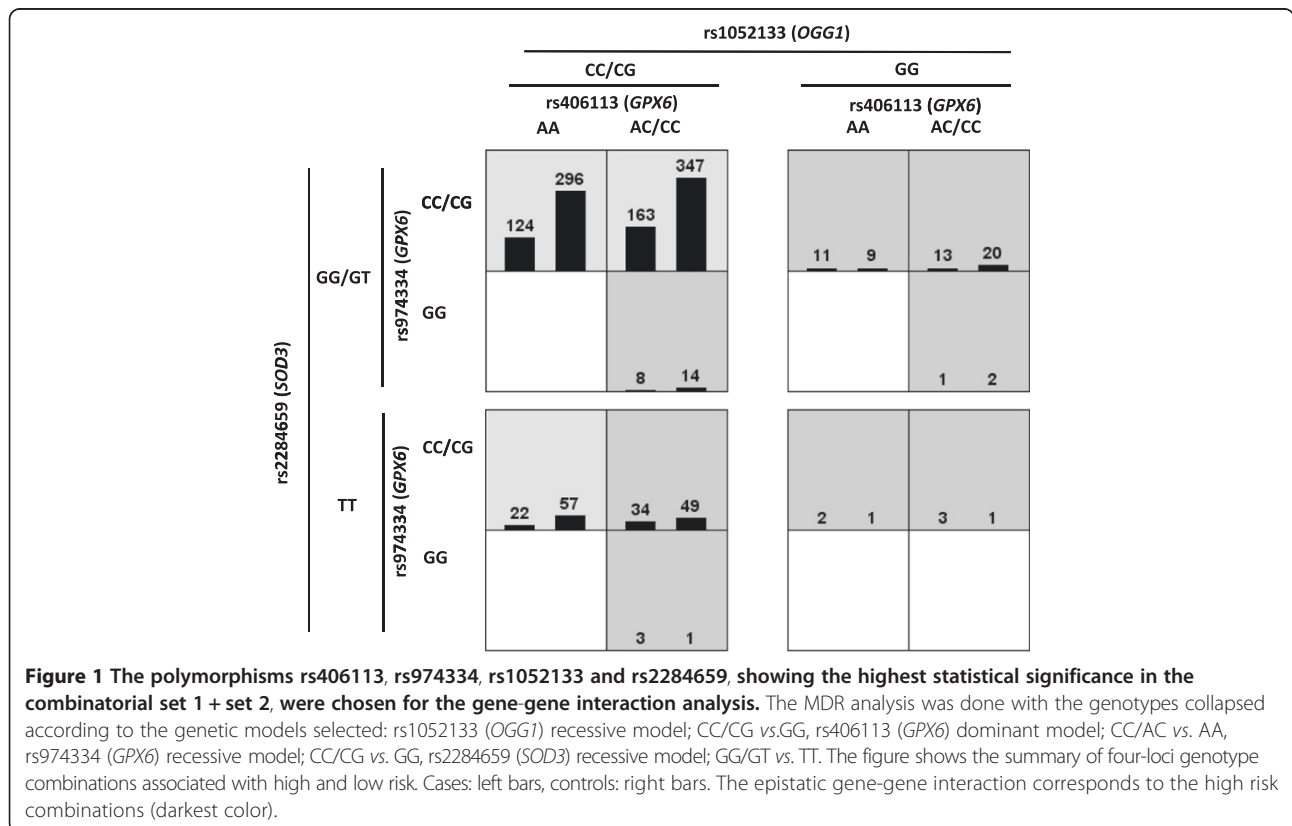 rs1052133 (OGG1)
CC/CG GG
rs406113 (GPX6) rs406113 (GPX6)
AA AC/CC AA AC/CC
rs2284659 (SOD3)
GG/GT
rs974334 (GPX6)
CC/CG
124 296 163 347 11 9 13 20
GG
8 14 1 2
TT
rs974334 (GPX6)
CC/CG
22 57 34 49 2 1 3 1
GG
3 1
Figure 1 The polymorphisms rs406113, rs974334, rs1052133 and rs2284659, showing the highest statistical significance in the
combinatorial set 1 + set 2, were chosen for the gene-gene interaction analysis. The MDR analysis was done with the genotypes collapsed
according to the genetic models selected: rs1052133 (OGG1) recessive model; CC/CG vs.GG, rs406113 (GPX6) dominant model; CC/AC vs. AA,
rs974334 (GPX6) recessive model; CC/CG vs. GG, rs2284659 (SOD3) recessive model; GG/GT vs. TT. The figure shows the summary of four-loci genotype
combinations associated with high and low risk. Cases: left bars, controls: right bars. The epistatic gene-gene interaction corresponds to the high risk
combinations (darkest color).